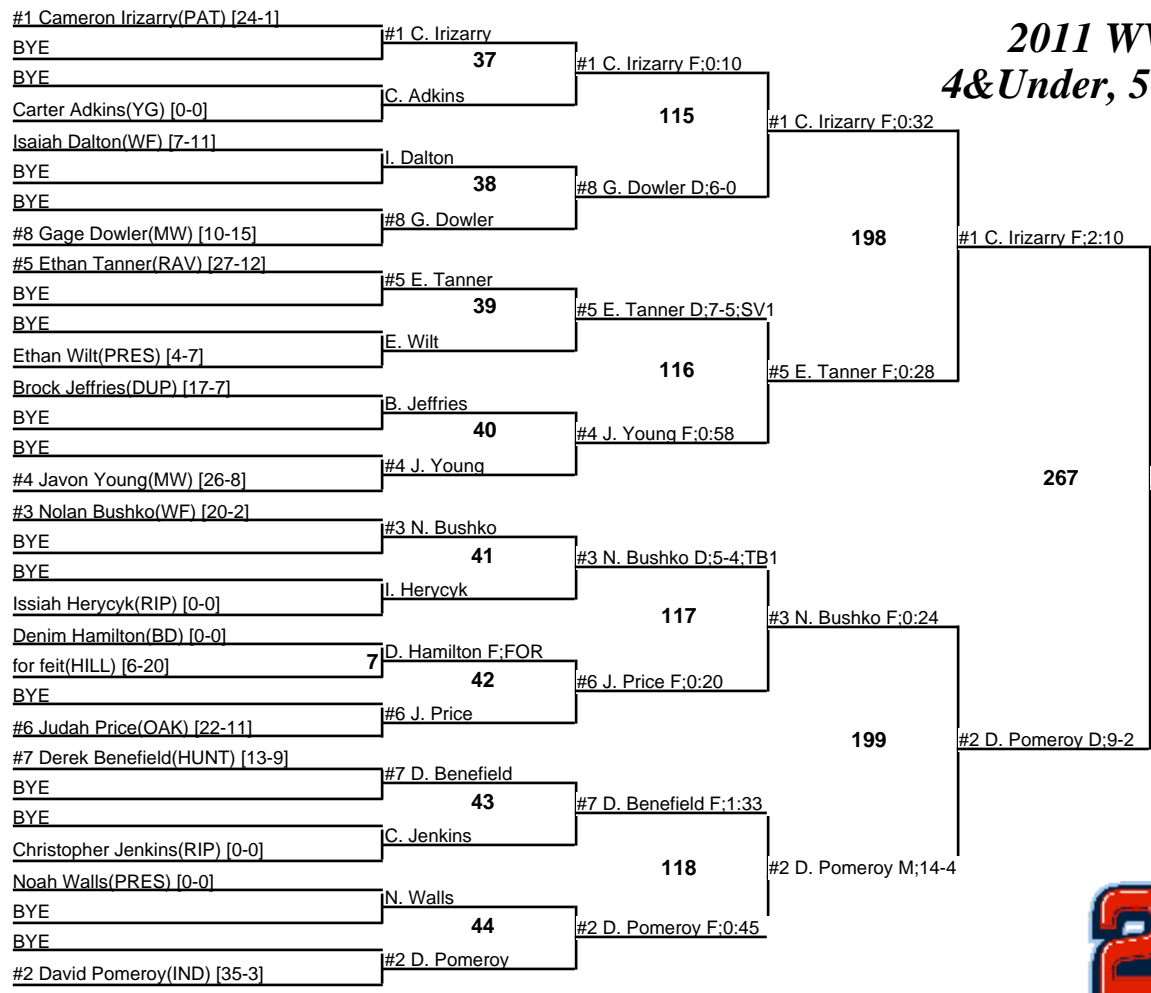 2011 WV
4&Under, 5
#1 Cameron Irizarry(PAT) [24-1]
BYE
BYE
Carter Adkins(YG) [0-0]
Isaiah Dalton(WF) [7-11]
BYE
BYE
#8 Gage Dowler(MW) [10-15]
#5 Ethan Tanner(RAV) [27-12]
BYE
BYE
Ethan Wilt(PRES) [4-7]
Brock Jeffries(DUP) [17-7]
BYE
BYE
#4 Javon Young(MW) [26-8]
#3 Nolan Bushko(WF) [20-2]
BYE
BYE
Issiah Herycyk(RIP) [0-0]
Denim Hamilton(BD) [0-0]
for feit(HILL) [6-20]
7
BYE
#6 Judah Price(OAK) [22-11]
#7 Derek Benefield(HUNT) [13-9]
BYE
BYE
Christopher Jenkins(RIP) [0-0]
Noah Walls(PRES) [0-0]
BYE
BYE
#2 David Pomeroy(IND) [35-3]
#1 C. Irizarry
37
C. Adkins
I. Dalton
38
#8 G. Dowler
#5 E. Tanner
39
E. Wilt
B. Jeffries
40
#4 J. Young
#3 N. Bushko
41
I. Herycyk
D. Hamilton F;FOR
42
#6 J. Price
#7 D. Benefield
43
C. Jenkins
N. Walls
44
#2 D. Pomeroy
#1 C. Irizarry F;0:10
115
#8 G. Dowler D;6-0
#5 E. Tanner D;7-5;SV1
116
#4 J. Young F;0:58
#3 N. Bushko D;5-4;TB1
117
#6 J. Price F;0:20
#7 D. Benefield F;1:33
118
#2 D. Pomeroy F;0:45
#1 C. Irizarry F;0:32
198
#5 E. Tanner F;0:28
#3 N. Bushko F;0:24
199
#2 D. Pomeroy M;14-4
#1 C. Irizarry F;2:10
267
#2 D. Pomeroy D;9-2